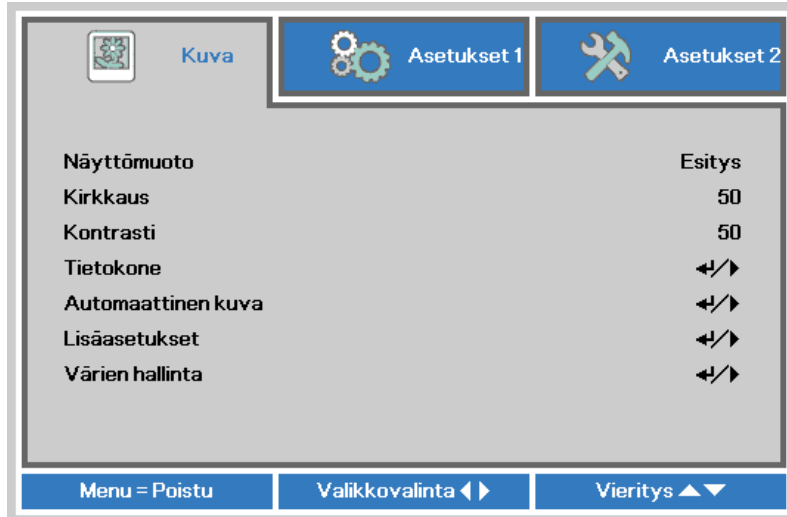 Kuva Asetukset 1 Asetukset 2
Näyttömuoto Esitys
Kirkkaus 50
Kontrasti 50
Tietokone ↵/▶
Automaattinen kuva ↵/▶
Lisäasetukset ↵/▶
Värien hallinta ↵/▶
Menu = Poistu Valikkovalinta ◀▶ Vieritys ▲▼